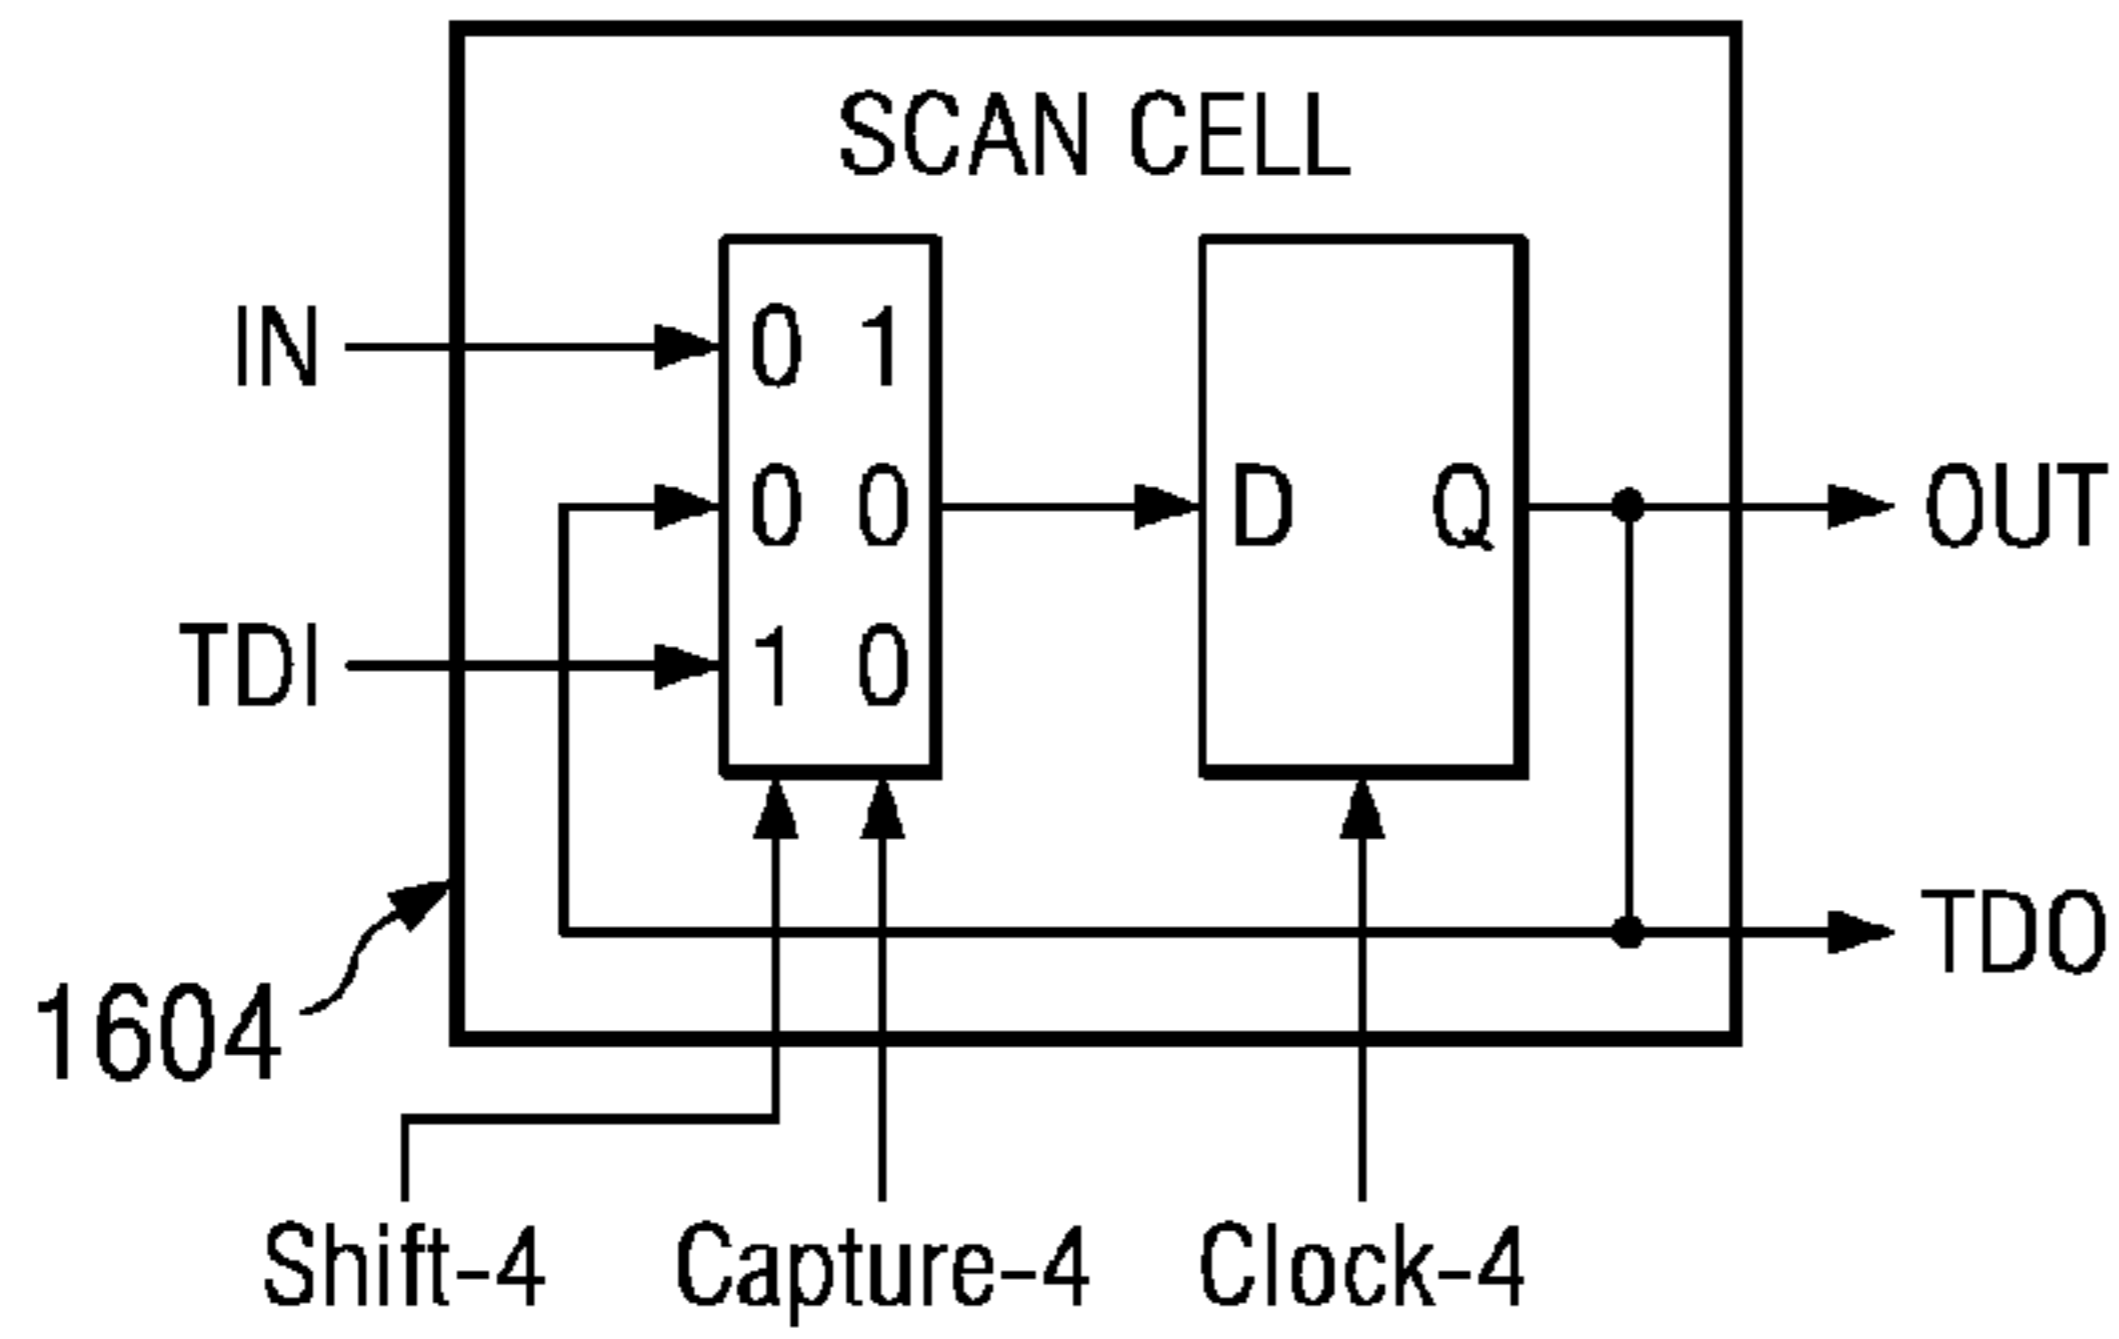 SCAN CELL
IN
0 1
0 0
D Q
OUT
TDI
1 0
TDO
1604
Shift-4
Capture-4
Clock-4